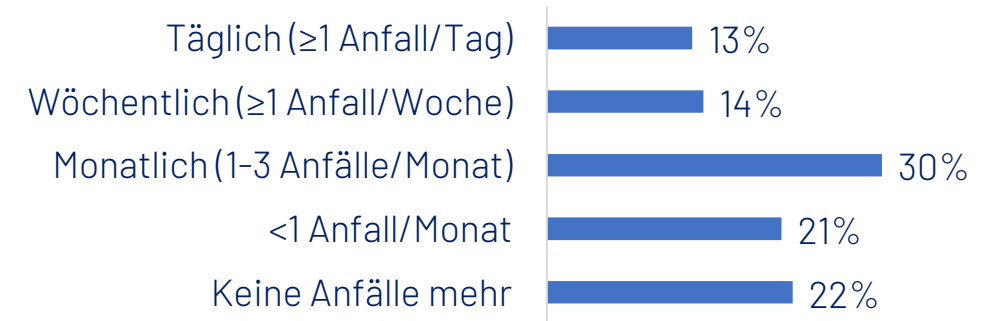 Täglich (≥1 Anfall/Tag) 13%
Wöchentlich (≥1 Anfall/Woche) 14%
Monatlich (1-3 Anfälle/Monat) 30%
<1 Anfall/Monat 21%
Keine Anfälle mehr 22%